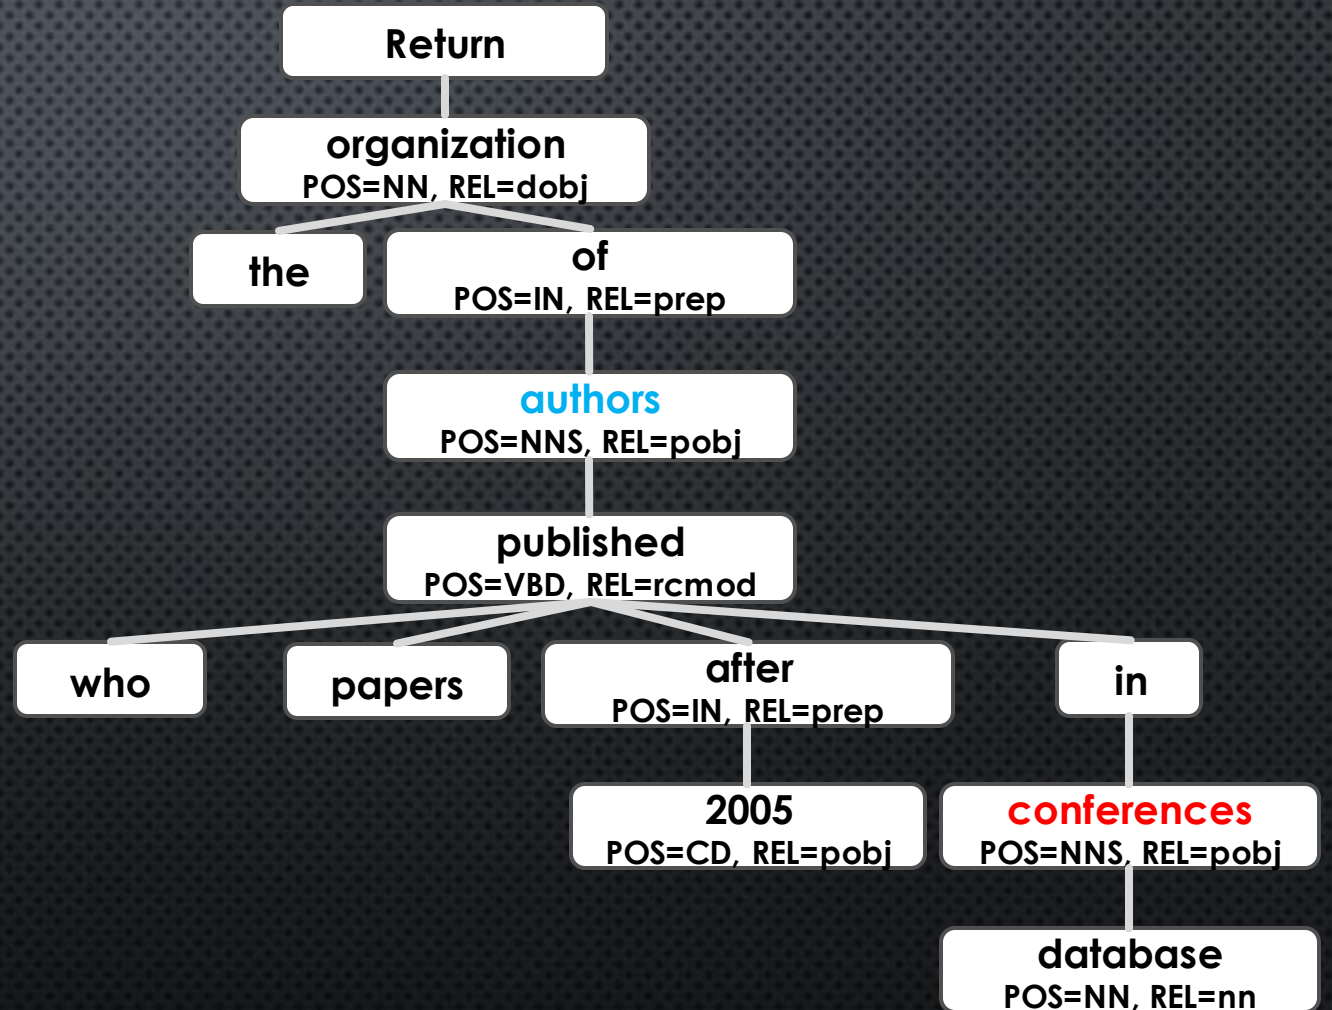 Return
organization
POS=NN, REL=dobj
the
of
POS=IN, REL=prep
authors
POS=NNS, REL=pobj
published
POS=VBD, REL=rcmod
who
papers
after
POS=IN, REL=prep
in
2005
POS=CD, REL=pobj
conferences
POS=NNS, REL=pobj
database
POS=NN, REL=nn